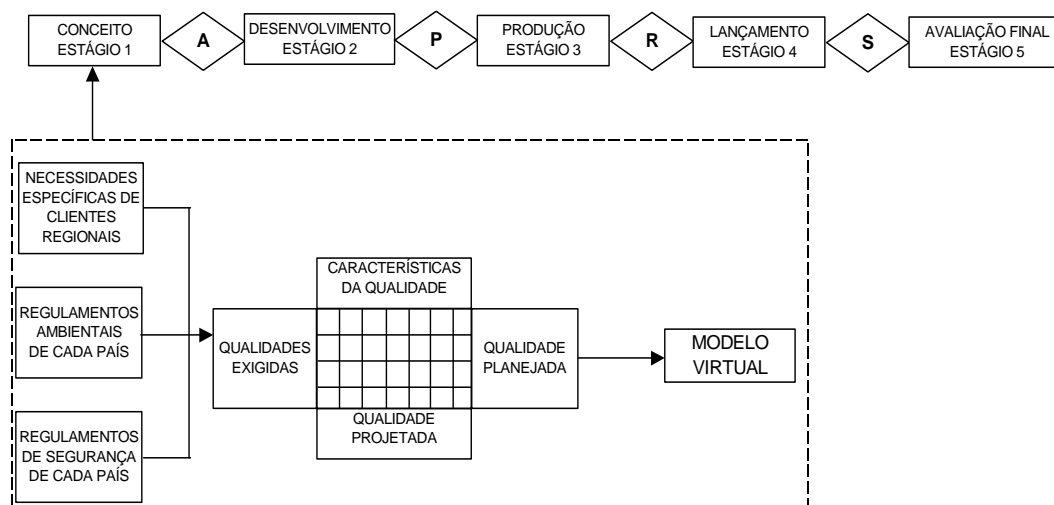 CONCEITO
ESTÁGIO 1
A
DESENVOLVIMENTO
ESTÁGIO 2
P
PRODUÇÃO
ESTÁGIO 3
R
LANÇAMENTO
ESTÁGIO 4
S
AVALIAÇÃO FINAL
ESTÁGIO 5
NECESSIDADES
ESPECÍFICAS DE
CLIENTES
REGIONAIS
REGULAMENTOS
AMBIENTAIS
DE CADA PAÍS
REGULAMENTOS
DE SEGURANÇA
DE CADA PAÍS
QUALIDADES
EXIGIDAS
CARACTERÍSTICAS
DA QUALIDADE
QUALIDADE
PROJETADA
QUALIDADE
PLANEJADA
MODELO
VIRTUAL